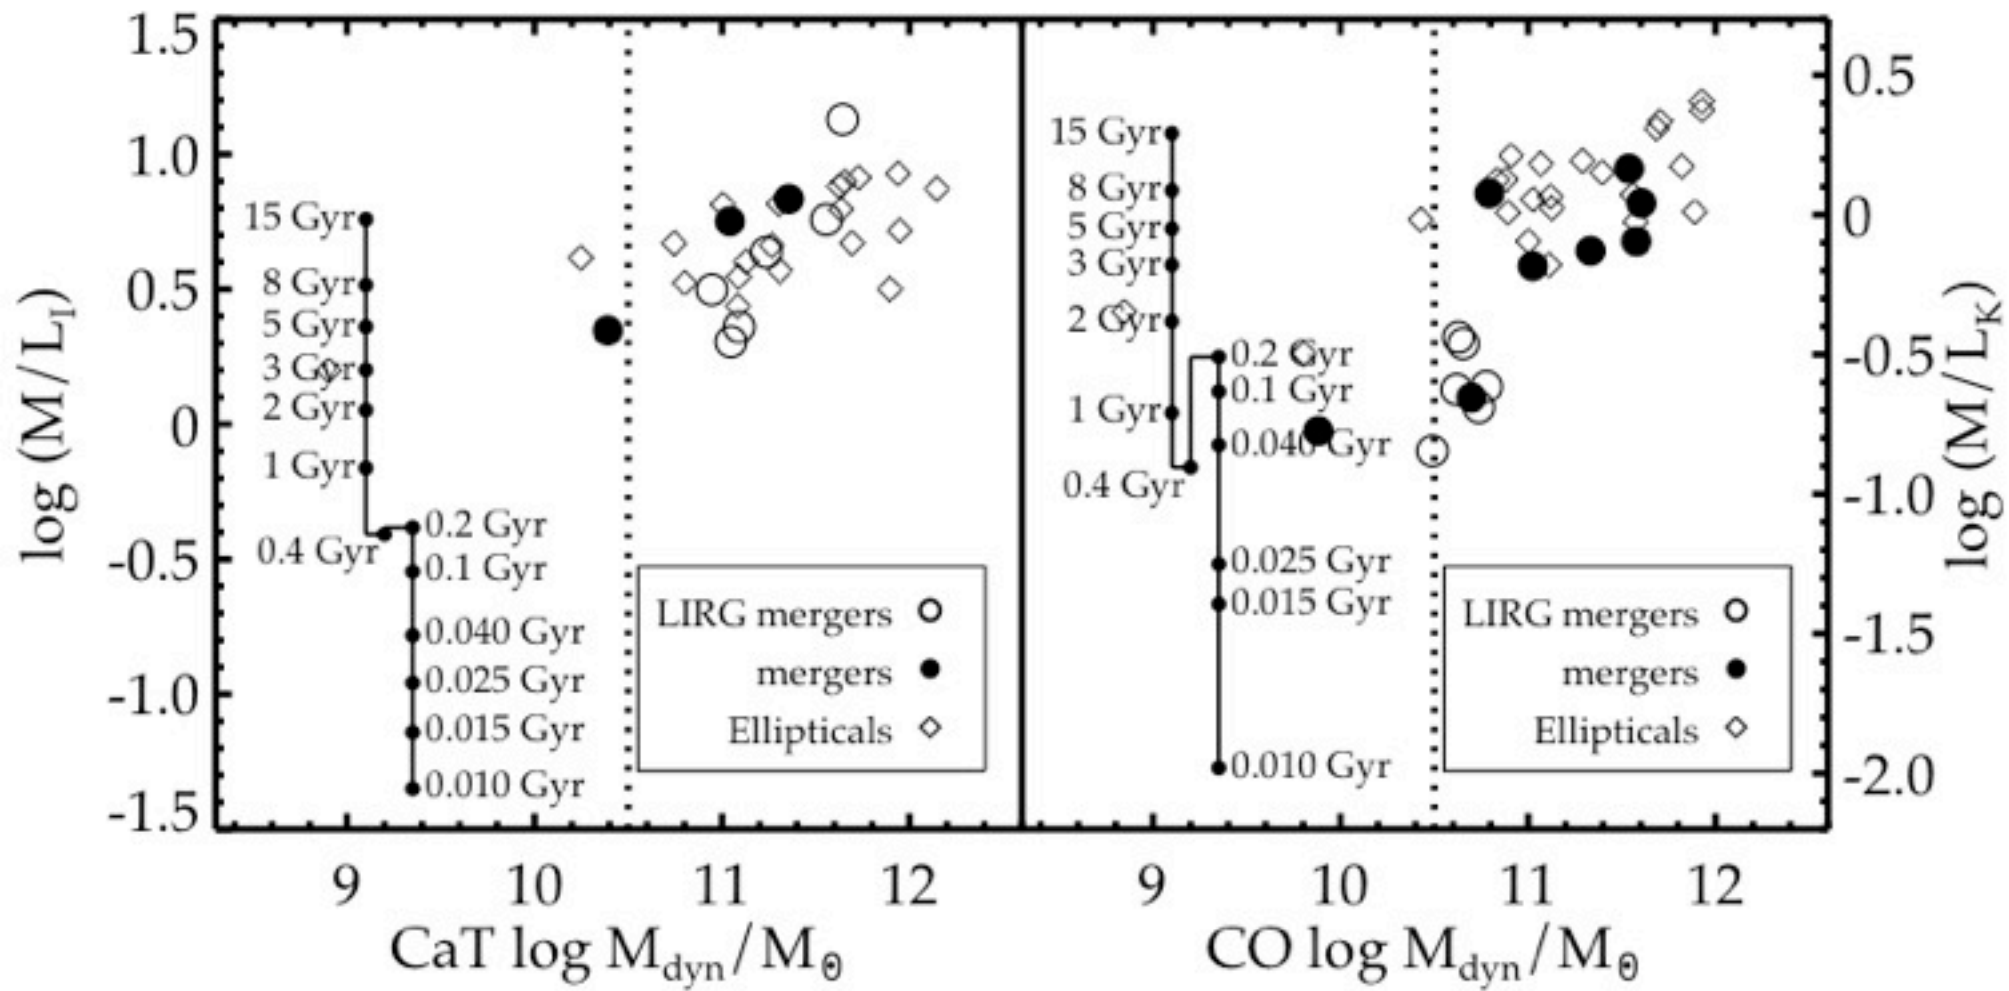 1.5
1.0
0.5
0
-0.5
-1.0
-1.5
log (M/L_I)
15 Gyr
8 Gyr
5 Gyr
3 Gyr
2 Gyr
1 Gyr
0.4 Gyr
0.2 Gyr
0.1 Gyr
0.040 Gyr
0.025 Gyr
0.015 Gyr
0.010 Gyr
LIRG mergers
mergers
Ellipticals
9 10 11 12
CaT log M_dyn/M_θ
15 Gyr
8 Gyr
5 Gyr
3 Gyr
2 Gyr
1 Gyr
0.4 Gyr
0.2 Gyr
0.1 Gyr
0.040 Gyr
0.025 Gyr
0.015 Gyr
0.010 Gyr
LIRG mergers
mergers
Ellipticals
9 10 11 12
CO log M_dyn/M_θ
0.5
0
-0.5
-1.0
-1.5
-2.0
log (M/L_K)